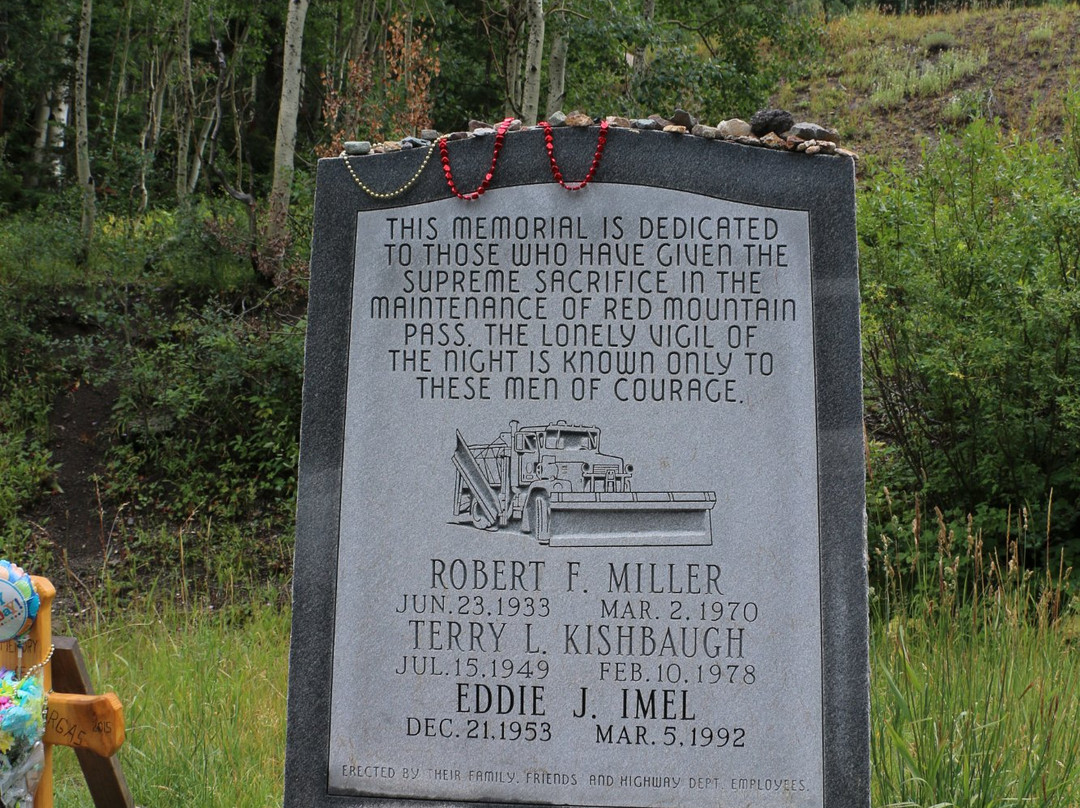 THIS MEMORIAL IS DEDICATED
TO THOSE WHO HAVE GIVEN THE
SUPREME SACRIFICE IN THE
MAINTENANCE OF RED MOUNTAIN
PASS. THE LONELY VIGIL OF
THE NIGHT IS KNOWN ONLY TO
THESE MEN OF COURAGE.
ROBERT F. MILLER
JUN.23.1933 MAR.2.1970
TERRY L. KISHBAUGH
JUL.15.1949 FEB.10.1978
EDDIE J. IMEL
DEC.21.1953 MAR.5.1992
ERECTED BY THEIR FAMILY, FRIENDS AND HIGHWAY DEPT. EMPLOYEES.
2015